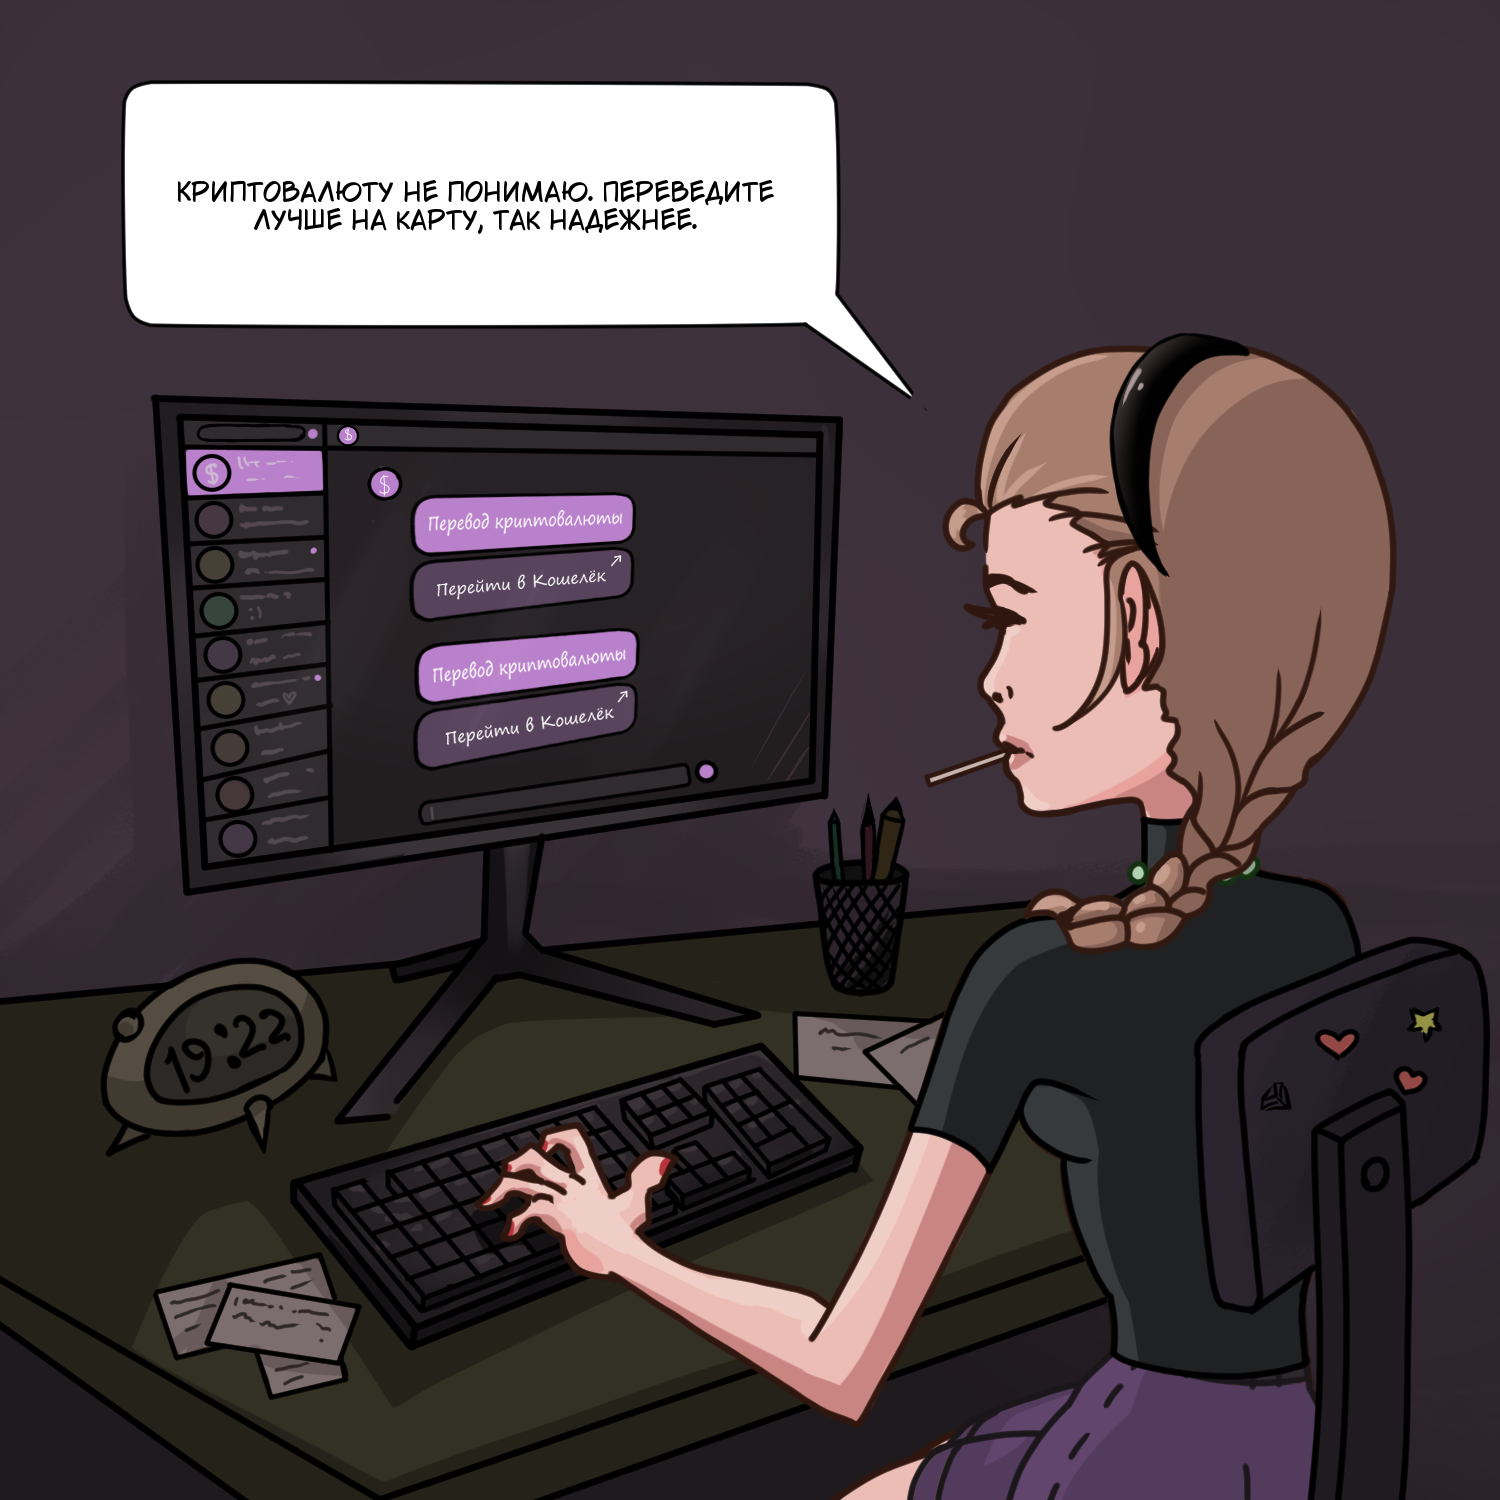 КРИПТОВАЛЮТУ НЕ ПОНИМАЮ. ПЕРЕВЕДИТЕ
ЛУЧШЕ НА КАРТУ, ТАК НАДЕЖНЕЕ.
$
$
$
Перевод криптовалюты
Перейти в Кошелёк
Перевод криптовалюты
Перейти в Кошелёк
:)
19:22